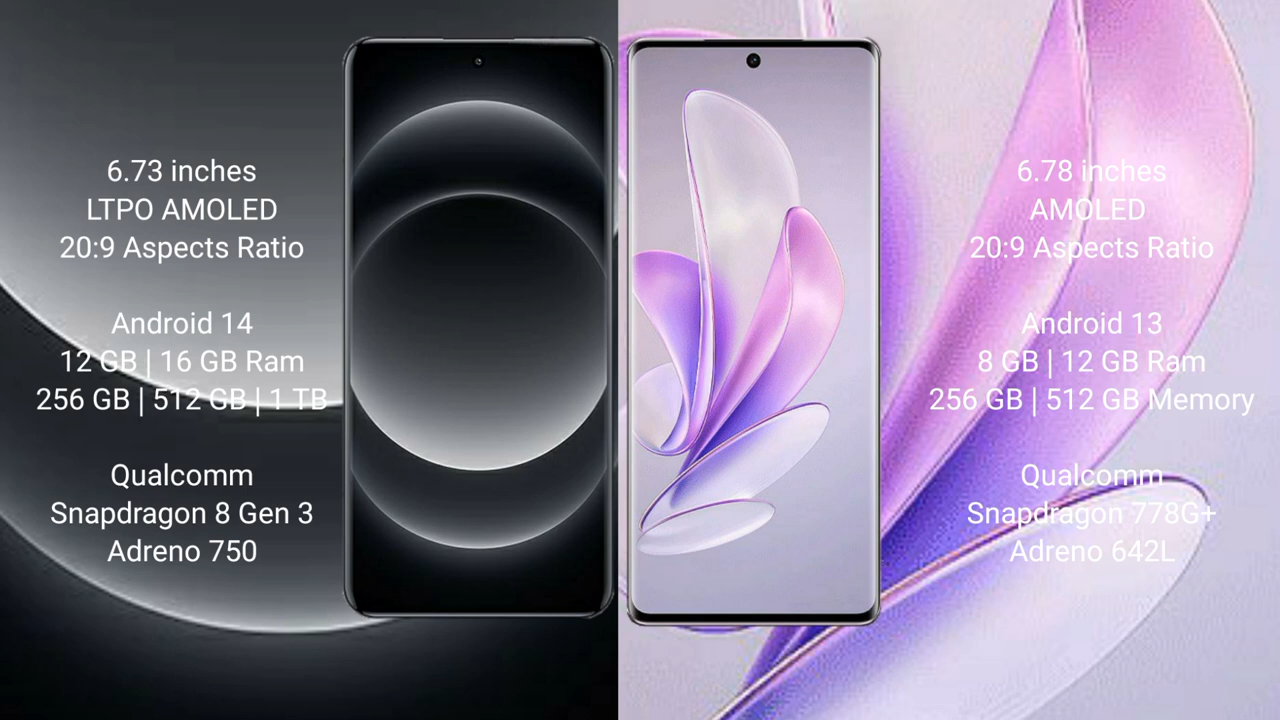 6.73 inches
LTPO AMOLED
20:9 Aspects Ratio
Android 14
12 GB | 16 GB Ram
256 GB | 512 GB | 1 TB
Qualcomm
Snapdragon 8 Gen 3
Adreno 750
6.78 inches
AMOLED
20:9 Aspects Ratio
Android 13
8 GB | 12 GB Ram
256 GB | 512 GB Memory
Qualcomm
Snapdragon 778G+
Adreno 642L